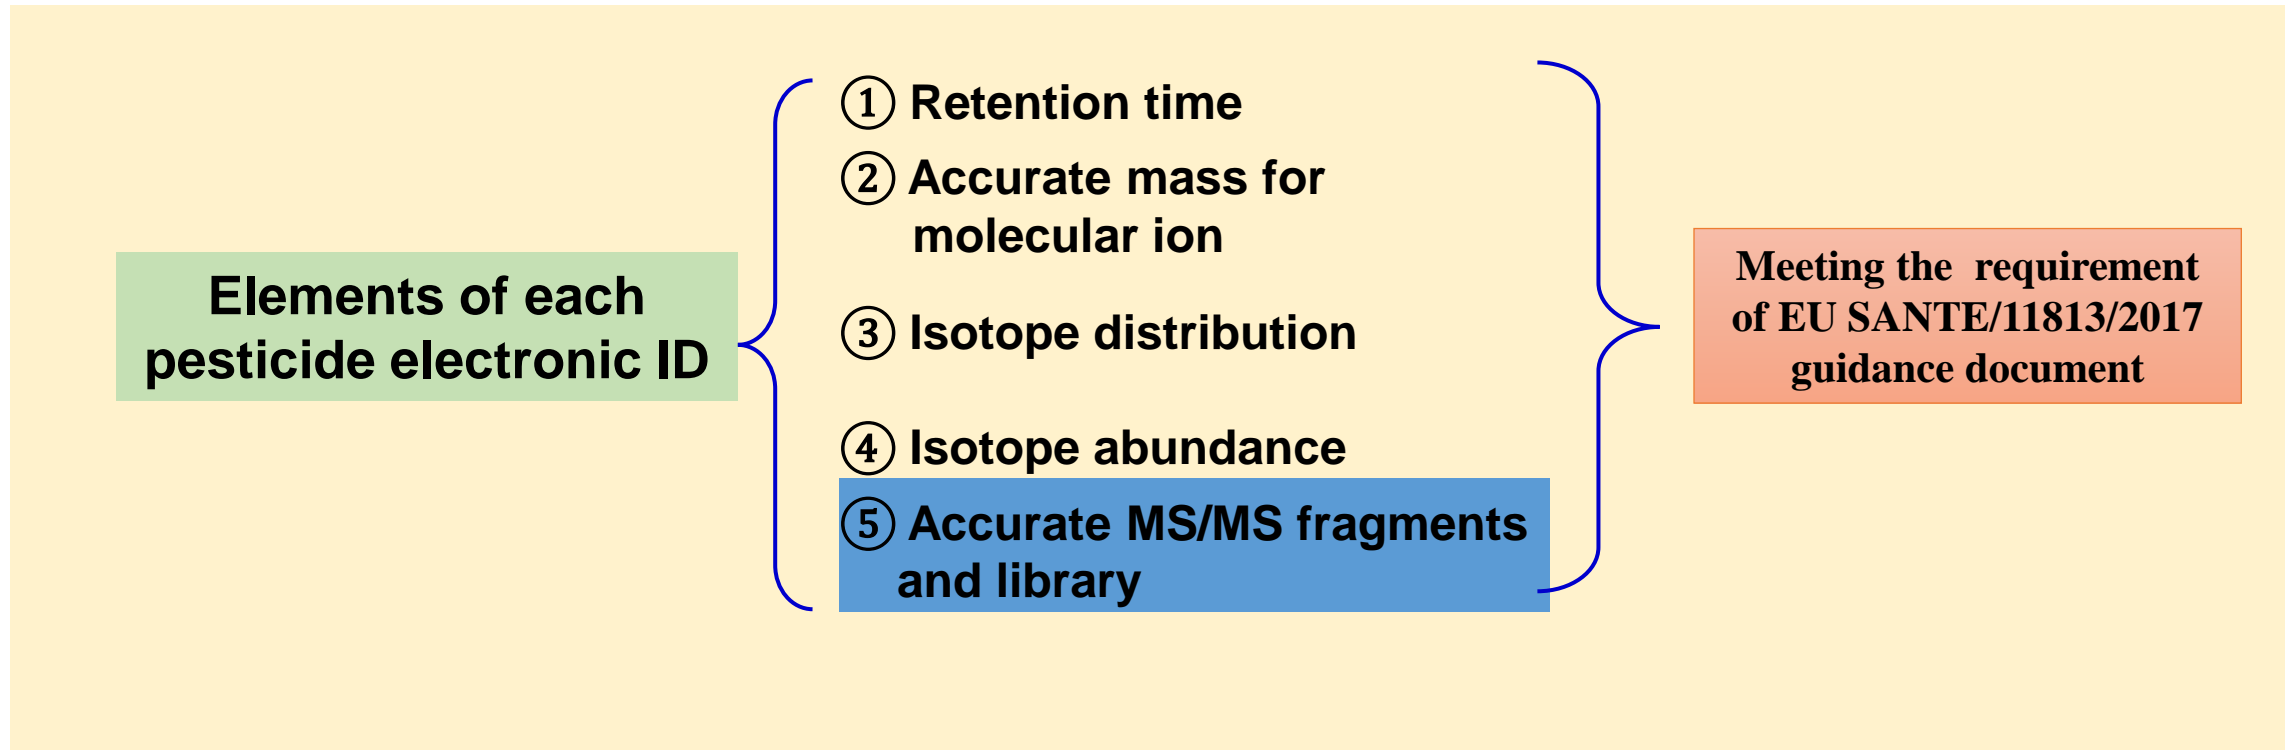 Elements of each
pesticide electronic ID
① Retention time
② Accurate mass for
molecular ion
③ Isotope distribution
④ Isotope abundance
⑤ Accurate MS/MS fragments
and library
Meeting the requirement
of EU SANTE/11813/2017
guidance document